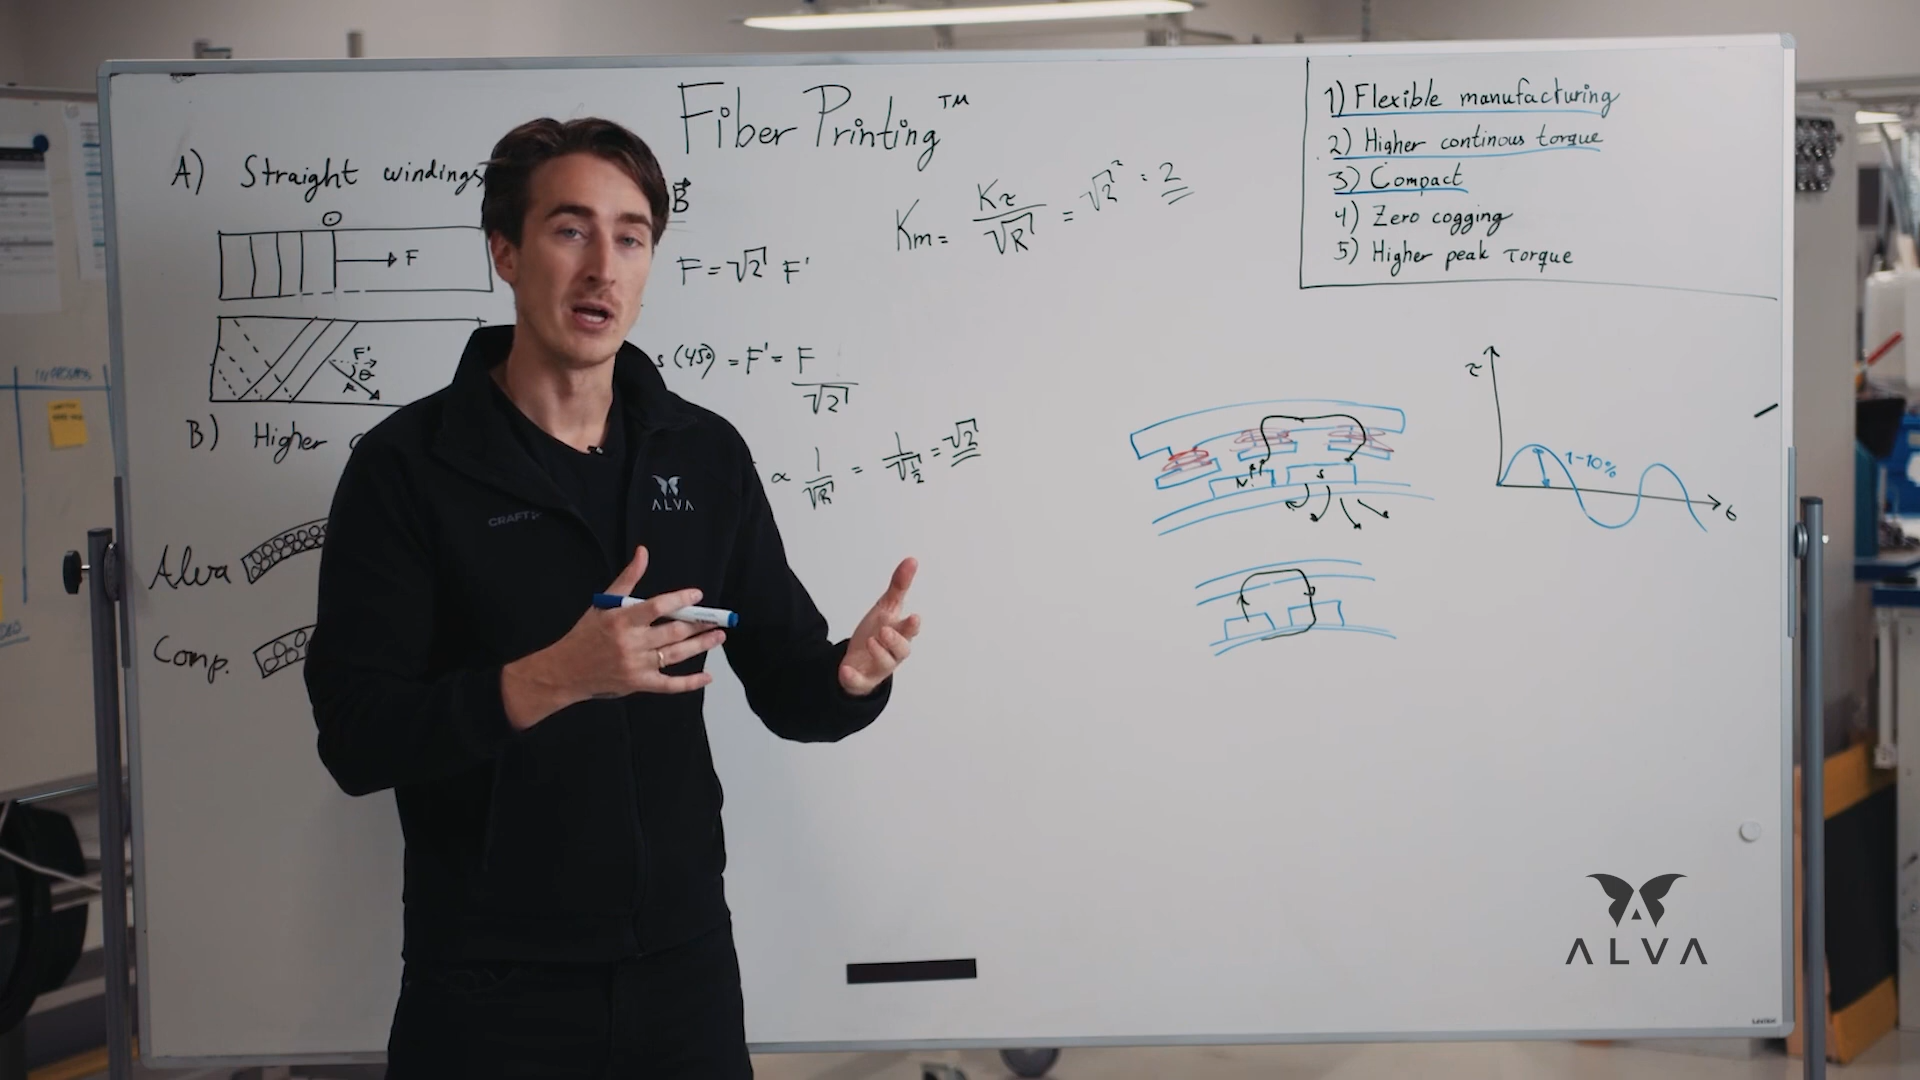 Fiber Printing™
A) Straight windings
B
F
F = √2 F'
F'
θ
s (45°) = F' = F
√2
B) Higher
∝ 1 = 1 = √2
√R √½
Alva
Comp.
Km = Kτ = √2² = 2
√R
1) Flexible manufacturing
2) Higher continous torque
3) Compact
4) Zero cogging
5) Higher peak Torque
N
S
τ
1-10%
θ
CRAFT
ALVA
ALVA